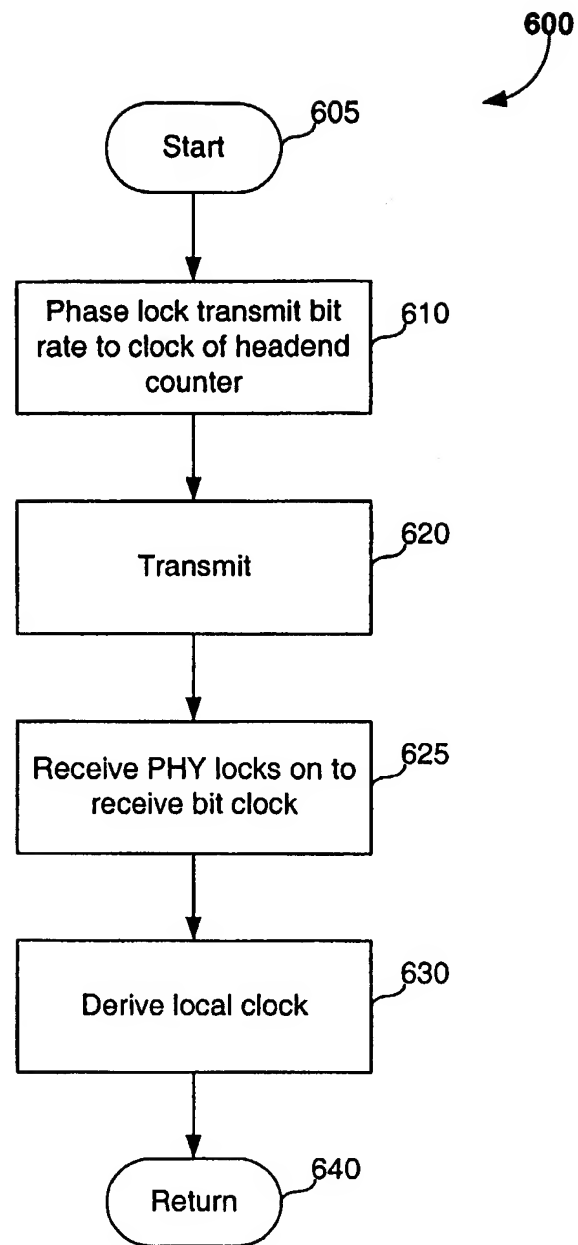 600
605
Start
Phase lock transmit bit
rate to clock of headend
counter
610
620
Transmit
Receive PHY locks on to
receive bit clock
625
630
Derive local clock
640
Return